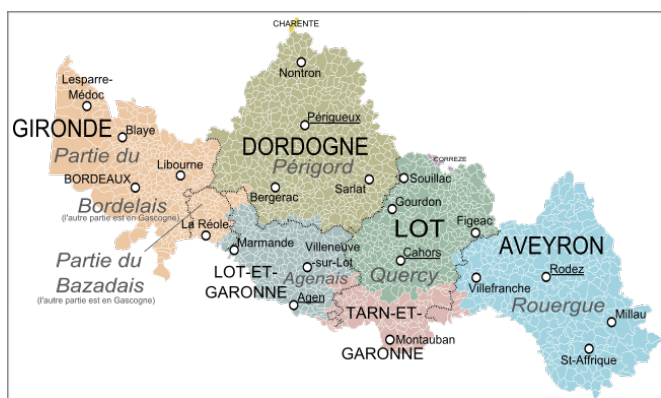 CHARENTE
Nontron
Lesparre-
Médoc
GIRONDE
Blaye
Partie du
Périgueux
DORDOGNE
Périgord
Libourne
BORDEAUX
Bordelais
(l'autre partie est en Gascogne)
Bergerac
Sarlat
CORREZE
Souillac
Gourdon
LOT
Figeac
AVEYRON
La Réole
Marmande
Villeneuve
-sur-Lot
Cahors
Partie du
Bazadais
(l'autre partie est en Gascogne)
LOT-ET-
GARONNE
Agenais
Agen
Quercy
Villefranche
Rodez
Rouergue
TARN-ET-
GARONNE
Montauban
Millau
St-Affrique